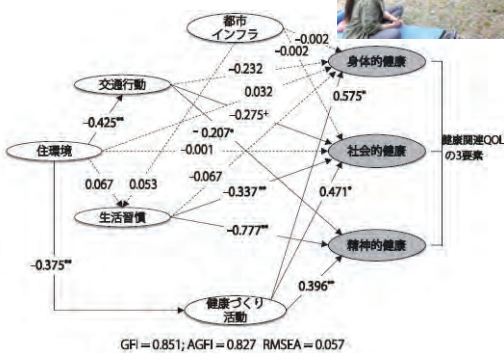 都市
インフラ
-0.002
-0.002
身体的健康
-0.232
交通行動
0.032
0.575*
-0.275+
-0.425**
-0.207*
健康関連QOL
の3要素
住環境
-0.001
社会的健康
0.067
0.053
-0.067
0.471*
-0.337**
生活習慣
-0.777**
精神的健康
-0.375**
0.396**
健康づくり
活動
GFI=0.851; AGFI=0.827 RMSEA=0.057